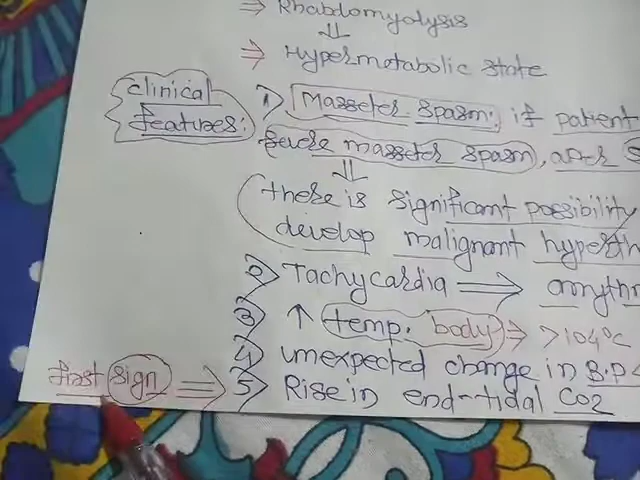 ⇒ Rhabdomyolysis
⇓
⇒ Hypermetabolic state
Clinical features:
1) Masseter spasm; if patient
severe masseter spasm, after S
⇓
there is significant possibility
develop malignant hyperth
2) Tachycardia ⇒ arrythm
3) ↑ temp. body ⇒ >104°C
4) unexpected change in B.P
first sign ⇒ 5) Rise in end-tidal CO2